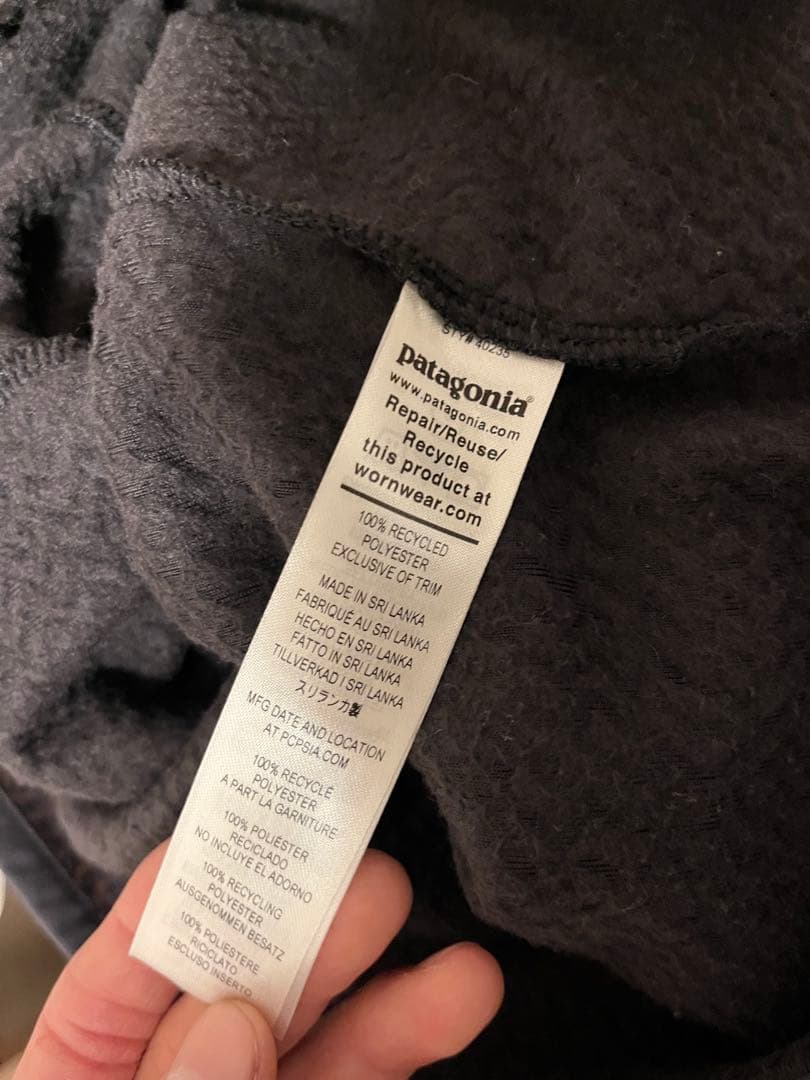 STY# 40235
patagonia®
www.patagonia.com
Repair/Reuse/
Recycle
this product at
wornwear.com
100% RECYCLED
POLYESTER
EXCLUSIVE OF TRIM
MADE IN SRI LANKA
FABRIQUÉ AU SRI LANKA
HECHO EN SRI LANKA
FATTO IN SRI LANKA
TILLVERKAD I SRI LANKA
スリランカ製
MFG DATE AND LOCATION
AT PCPSIA.COM
100% RECYCLÉ
POLYESTER
A PART LA GARNITURE
100% POLIÉSTER
RECICLADO
NO INCLUYE EL ADORNO
100% RECYCLING
POLYESTER
AUSGENOMMEN BESATZ
100% POLIESTERE
RICICLATO
ESCLUSO INSERTO